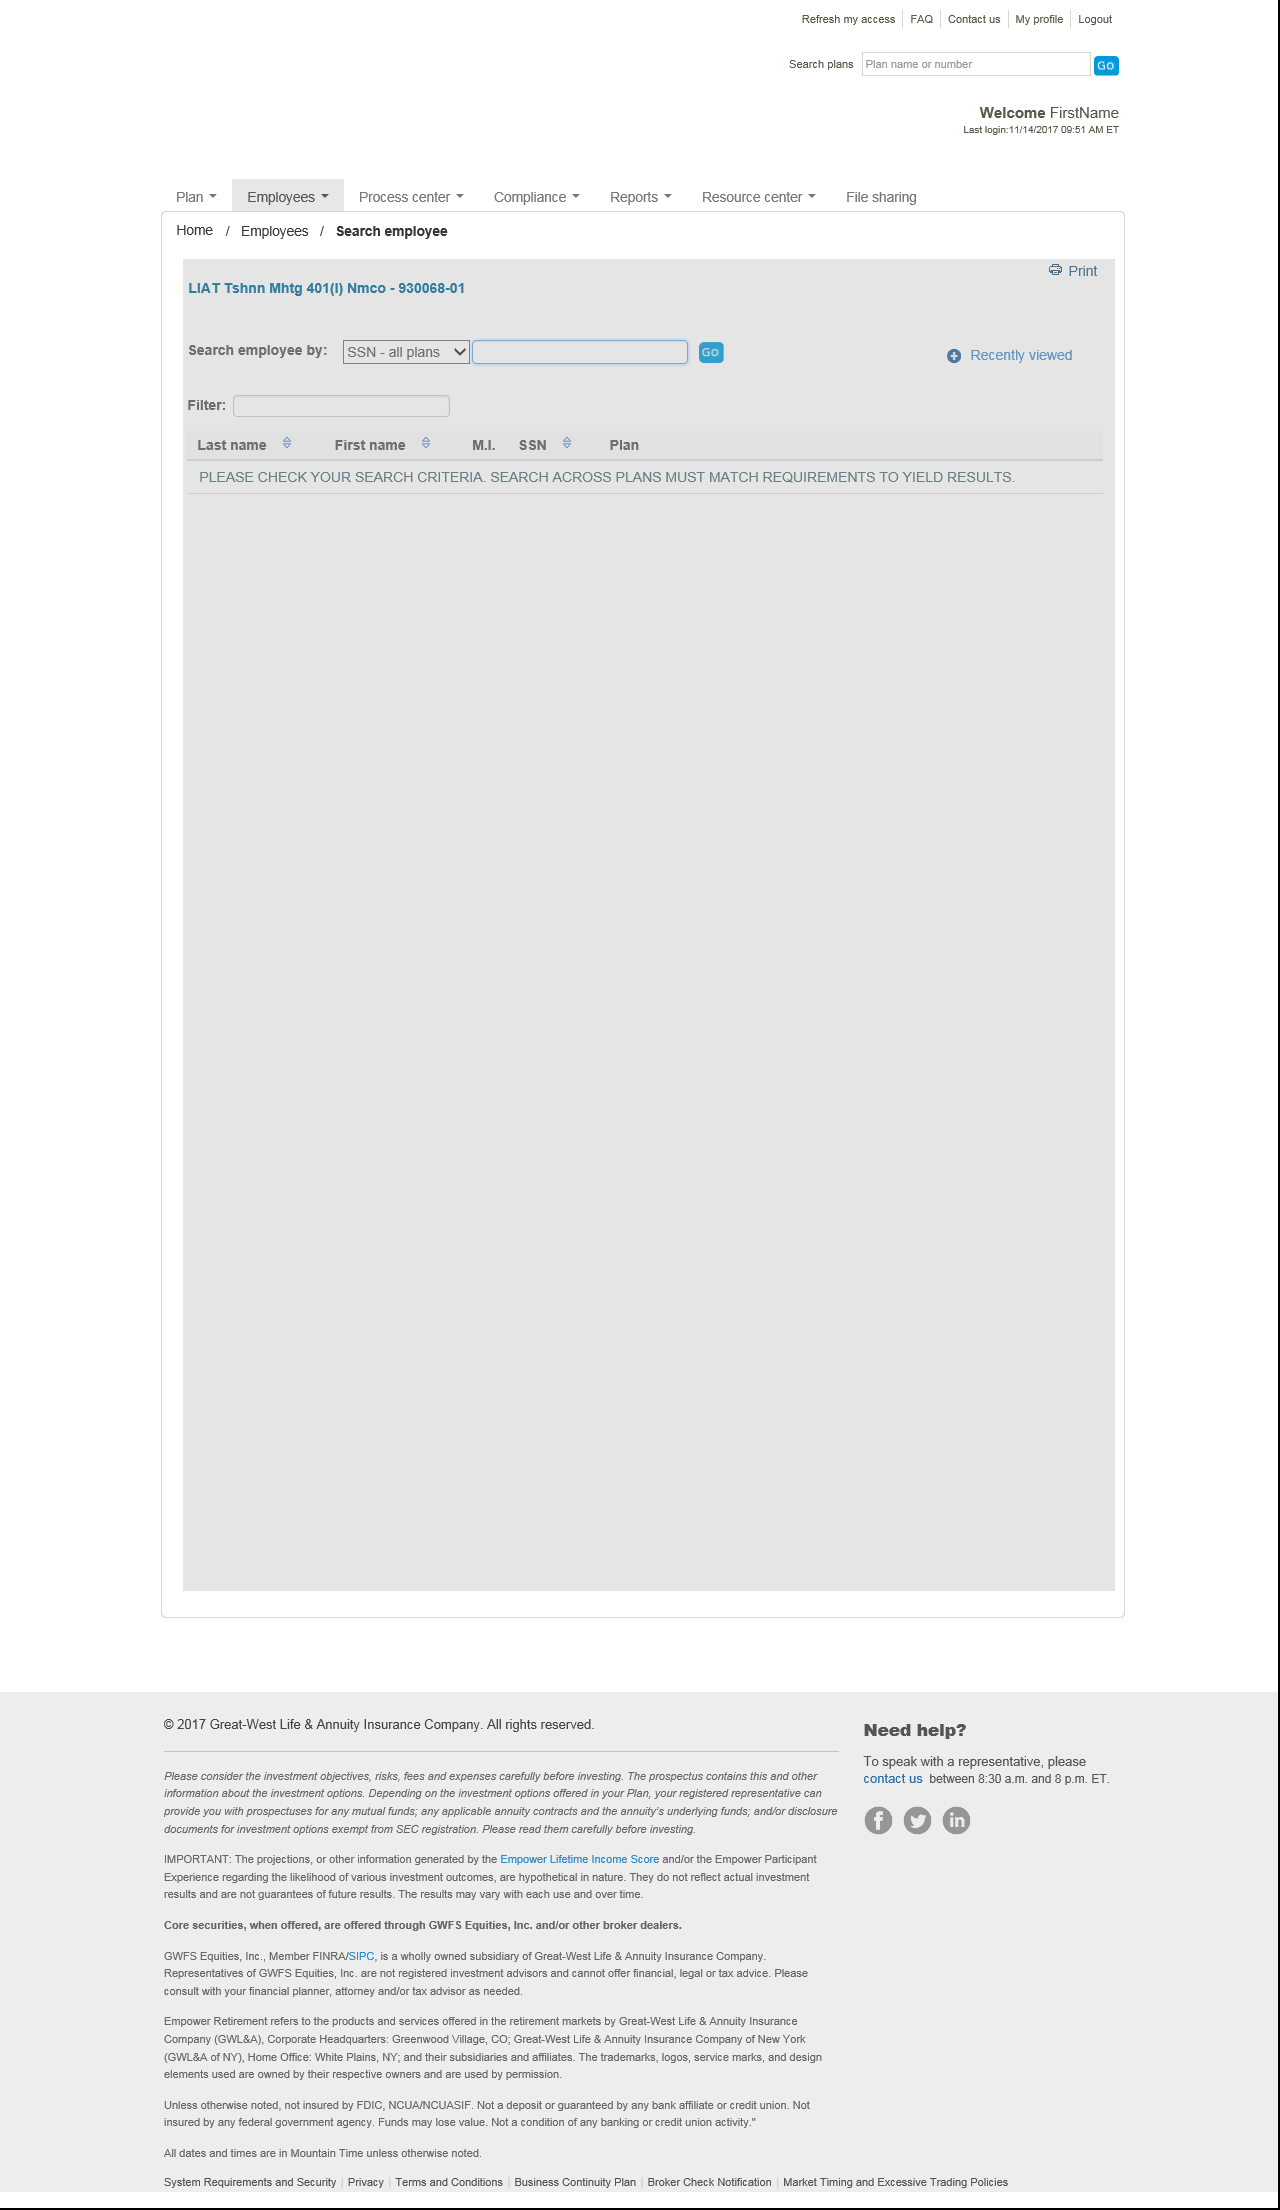 Refresh my access FAQ Contact us My profile Logout
Search plans Plan name or number GO
Welcome FirstName
Last login:11/14/2017 09:51 AM ET
Plan Employees Process center Compliance Reports Resource center File sharing
Home / Employees / Search employee
Print
LIAT Tshnn Mhtg 401(I) Nmco - 930068-01
Search employee by: SSN - all plans GO Recently viewed
Filter:
Last name First name M.I. SSN Plan
PLEASE CHECK YOUR SEARCH CRITERIA. SEARCH ACROSS PLANS MUST MATCH REQUIREMENTS TO YIELD RESULTS.
© 2017 Great-West Life & Annuity Insurance Company. All rights reserved.
Please consider the investment objectives, risks, fees and expenses carefully before investing. The prospectus contains this and other
information about the investment options. Depending on the investment options offered in your Plan, your registered representative can
provide you with prospectuses for any mutual funds; any applicable annuity contracts and the annuity's underlying funds; and/or disclosure
documents for investment options exempt from SEC registration. Please read them carefully before investing.
IMPORTANT: The projections, or other information generated by the Empower Lifetime Income Score and/or the Empower Participant
Experience regarding the likelihood of various investment outcomes, are hypothetical in nature. They do not reflect actual investment
results and are not guarantees of future results. The results may vary with each use and over time.
Core securities, when offered, are offered through GWFS Equities, Inc. and/or other broker dealers.
GWFS Equities, Inc., Member FINRA/SIPC, is a wholly owned subsidiary of Great-West Life & Annuity Insurance Company.
Representatives of GWFS Equities, Inc. are not registered investment advisors and cannot offer financial, legal or tax advice. Please
consult with your financial planner, attorney and/or tax advisor as needed.
Empower Retirement refers to the products and services offered in the retirement markets by Great-West Life & Annuity Insurance
Company (GWL&A), Corporate Headquarters: Greenwood Village, CO; Great-West Life & Annuity Insurance Company of New York
(GWL&A of NY), Home Office: White Plains, NY; and their subsidiaries and affiliates. The trademarks, logos, service marks, and design
elements used are owned by their respective owners and are used by permission.
Unless otherwise noted, not insured by FDIC, NCUA/NCUASIF. Not a deposit or guaranteed by any bank affiliate or credit union. Not
insured by any federal government agency. Funds may lose value. Not a condition of any banking or credit union activity."
All dates and times are in Mountain Time unless otherwise noted.
System Requirements and Security | Privacy | Terms and Conditions | Business Continuity Plan | Broker Check Notification | Market Timing and Excessive Trading Policies
Need help?
To speak with a representative, please
contact us between 8:30 a.m. and 8 p.m. ET.